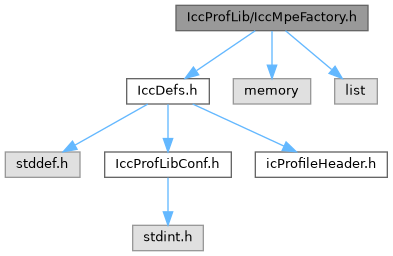 IccProfLib/IccMpeFactory.h
IccDefs.h
memory
list
stddef.h
IccProfLibConf.h
icProfileHeader.h
stdint.h